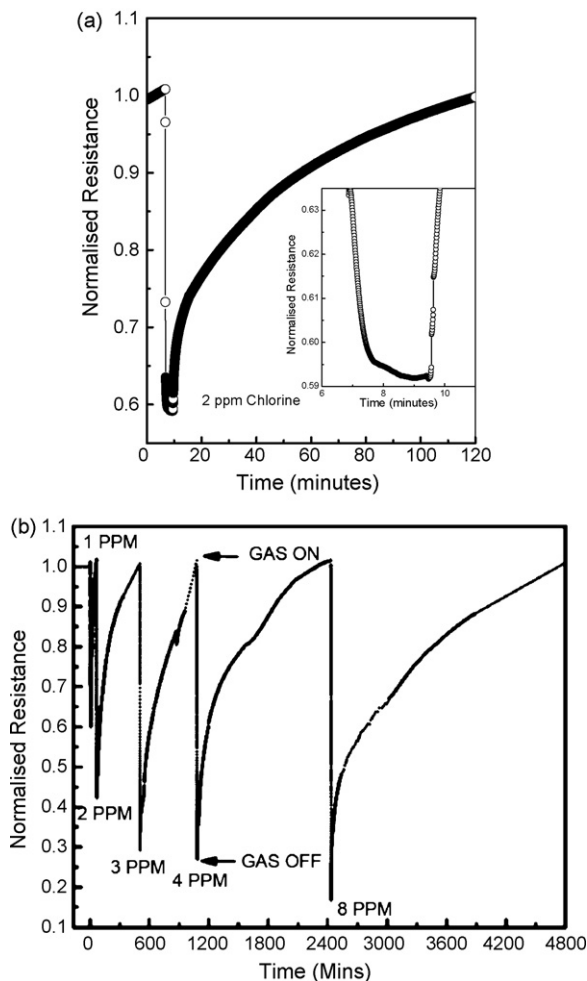 (a)
1.1
1.0
0.9
0.8
0.7
0.6
Normalised Resistance
0.63
0.62
0.61
0.60
0.59
Normalised Resistance
6 8 10
Time (minutes)
2 ppm Chlorine
0 20 40 60 80 100 120
Time (minutes)
(b)
1.1
1.0
0.9
0.8
0.7
0.6
0.5
0.4
0.3
0.2
0.1
Normalised Resistance
1 PPM
GAS ON
2 PPM
3 PPM
4 PPM
GAS OFF
8 PPM
0 600 1200 1800 2400 3000 3600 4200 4800
Time (Mins)